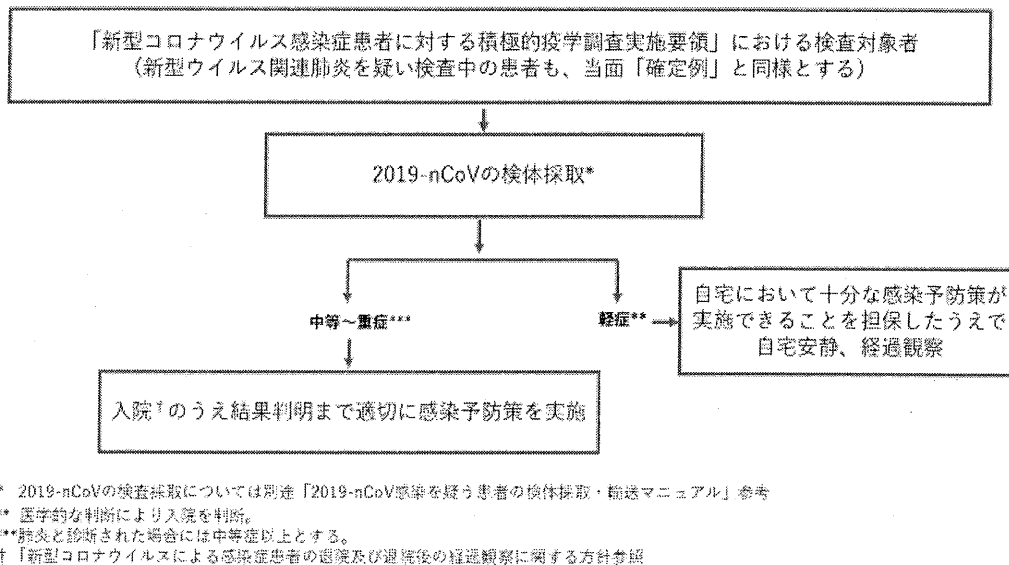 「新型コロナウイルス感染症患者に対する積極的疫学調査実施要領」における検査対象者
（新型ウイルス関連肺炎を疑い検査中の患者も、当面「確定例」と同様とする）
2019-nCoVの検体採取*
中等～重症***
軽症**
自宅において十分な感染予防策が
実施できることを担保したうえで
自宅安静、経過観察
入院†のうえ結果判明まで適切に感染予防策を実施
* 2019-nCoVの検査採取については別途「2019-nCoV感染を疑う患者の検体採取・輸送マニュアル」参考
** 医学的な判断により入院を判断。
***肺炎と診断された場合には中等症以上とする。
† 「新型コロナウイルスによる感染症患者の退院及び退院後の経過観察に関する方針参照